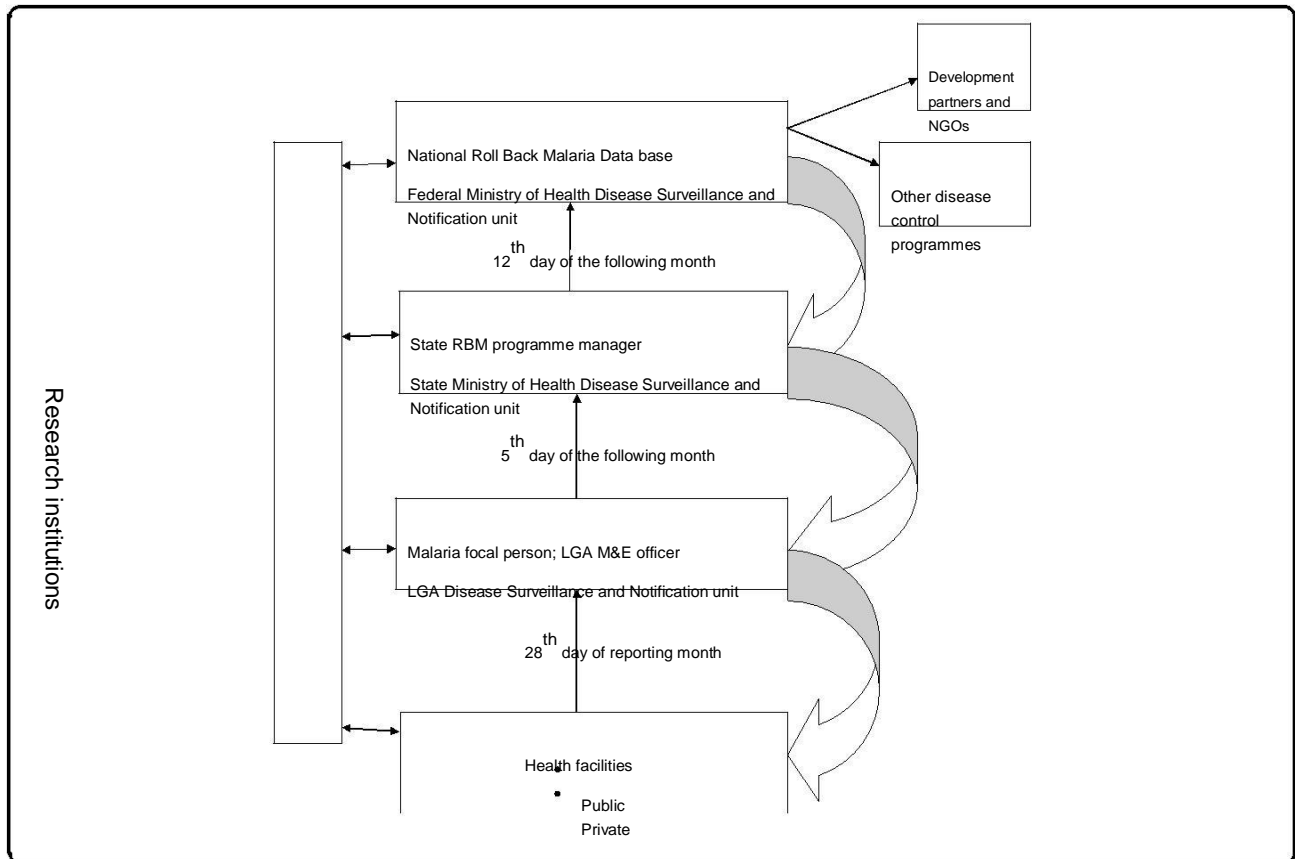 Development
partners and
NGOs
National Roll Back Malaria Data base
Federal Ministry of Health Disease Surveillance and
Notification unit
Other disease
control
programmes
12th day of the following month
State RBM programme manager
State Ministry of Health Disease Surveillance and
Notification unit
Research institutions
5th day of the following month
Malaria focal person; LGA M&E officer
LGA Disease Surveillance and Notification unit
28th day of reporting month
Health facilities
• Public
• Private